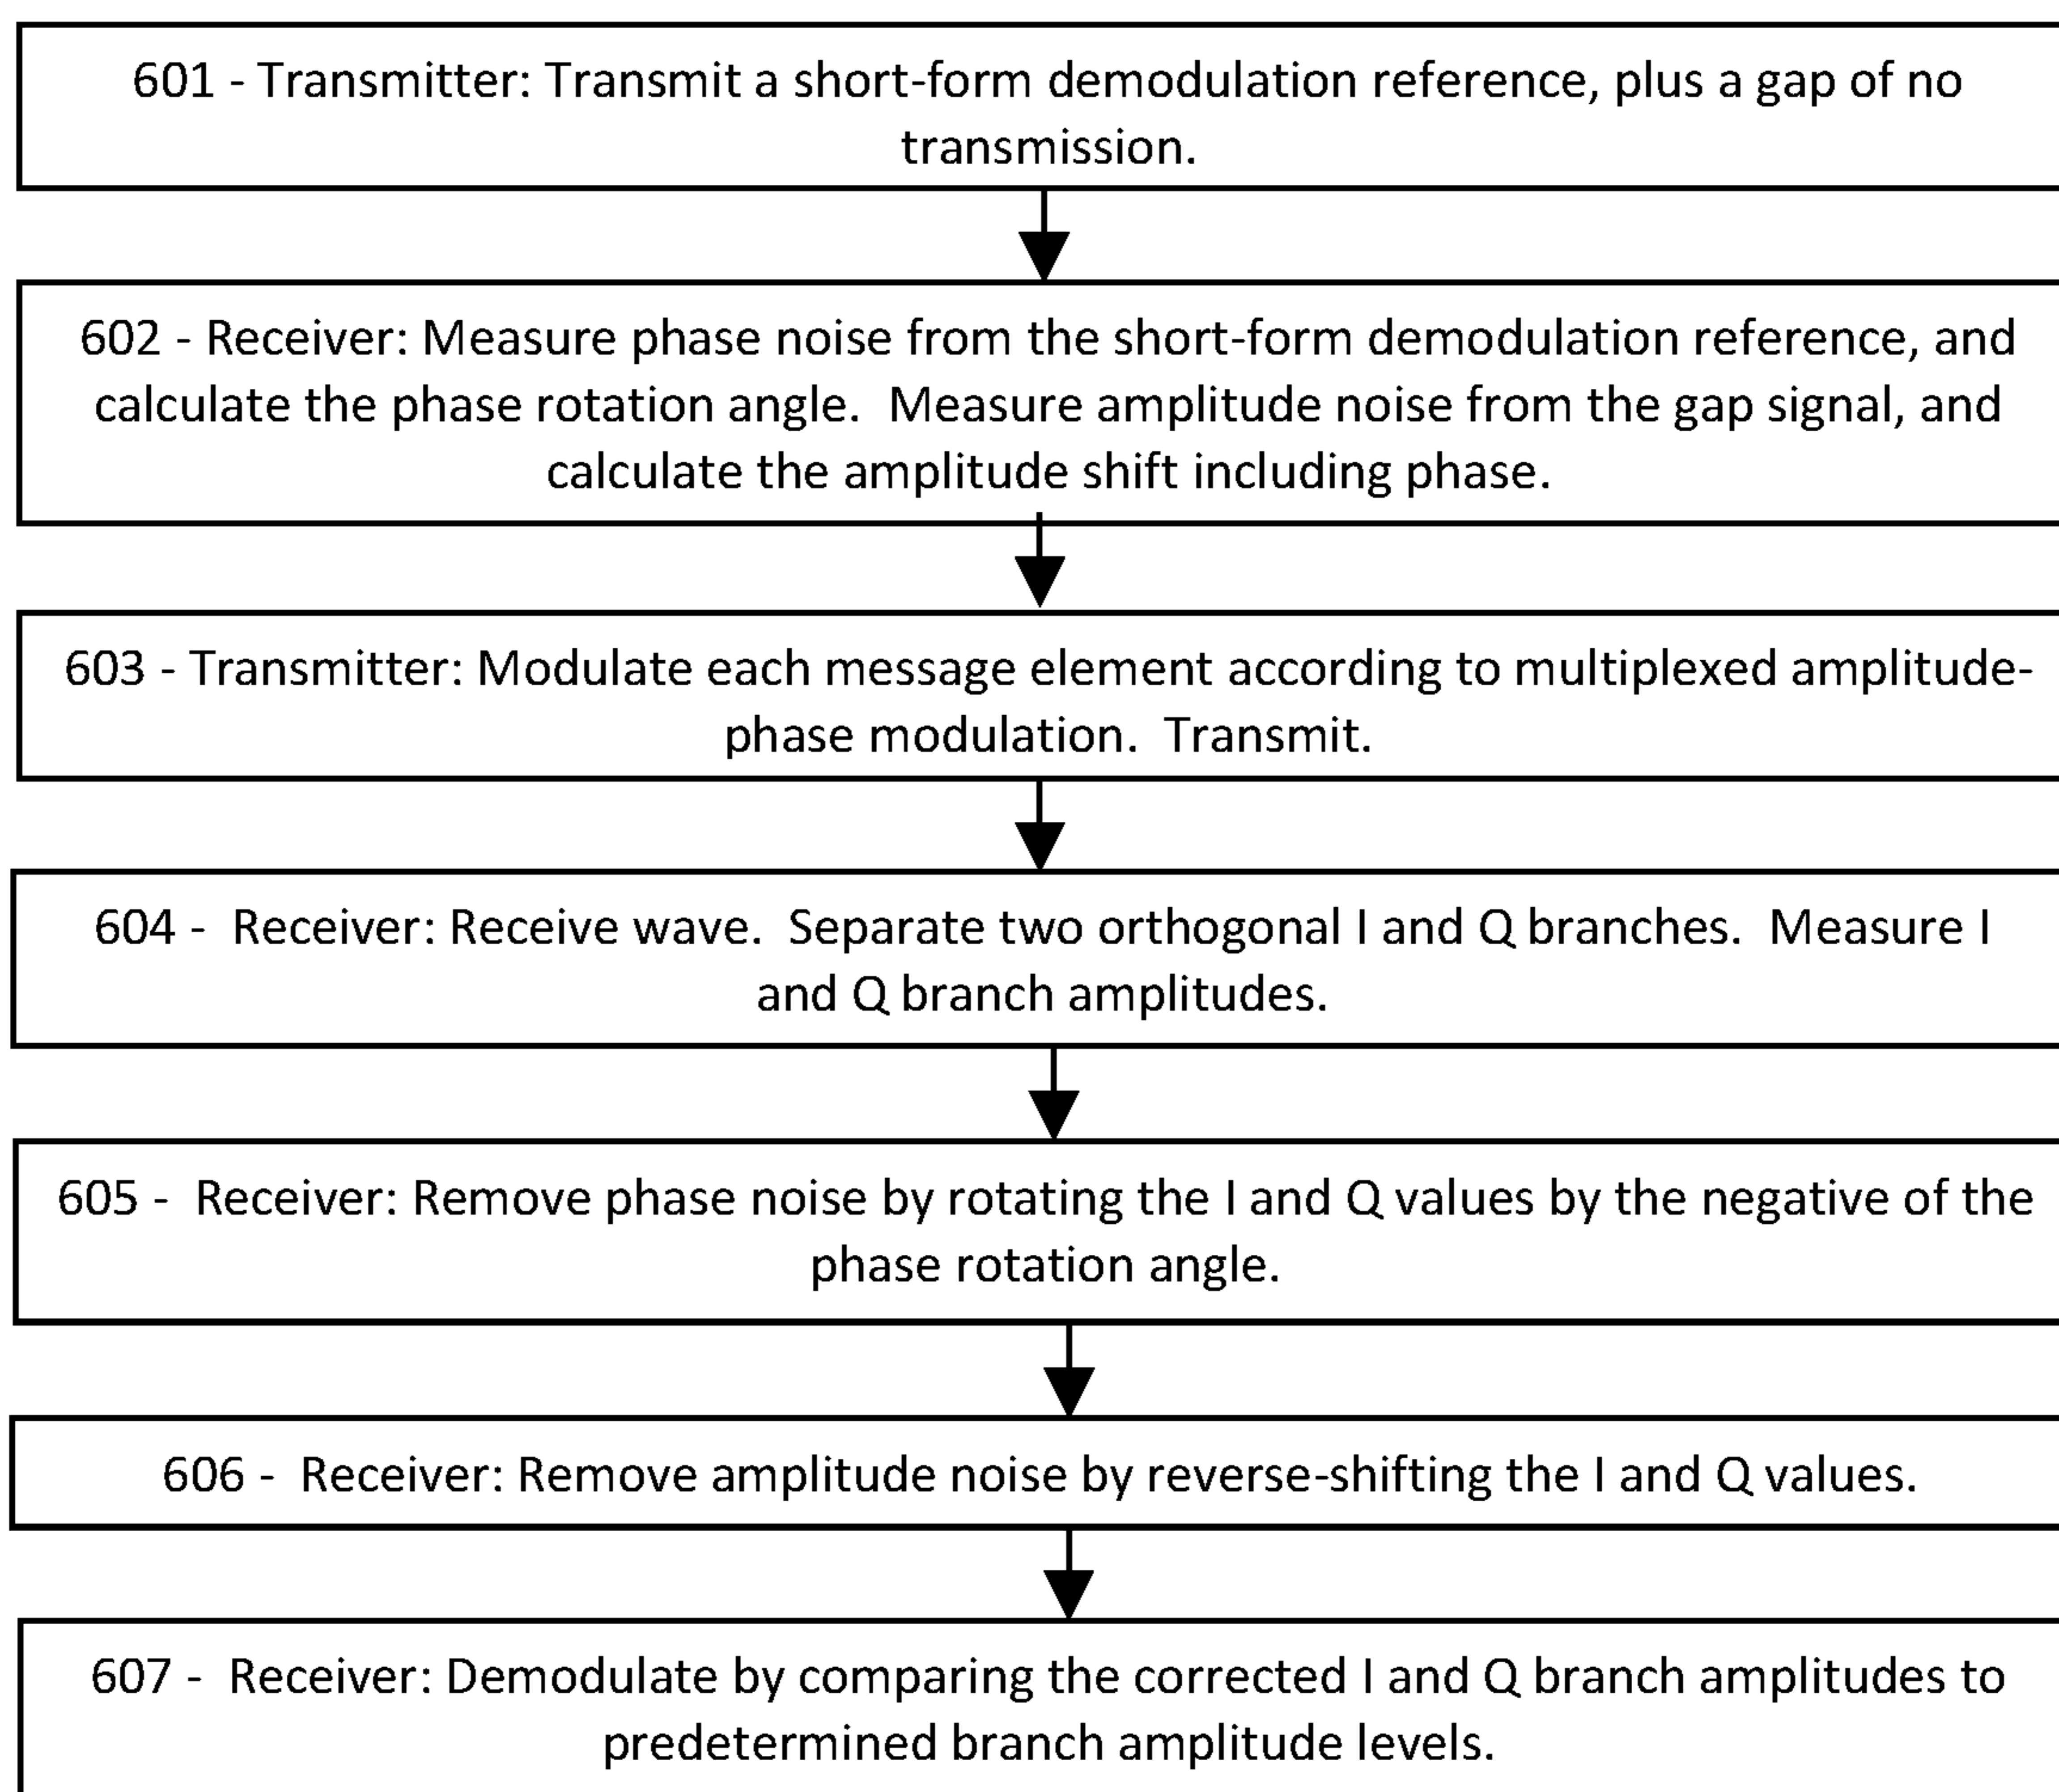 601 - Transmitter: Transmit a short-form demodulation reference, plus a gap of no
transmission.
602 - Receiver: Measure phase noise from the short-form demodulation reference, and
calculate the phase rotation angle.  Measure amplitude noise from the gap signal, and
calculate the amplitude shift including phase.
603 - Transmitter: Modulate each message element according to multiplexed amplitude-
phase modulation.  Transmit.
604 -  Receiver: Receive wave.  Separate two orthogonal I and Q branches.  Measure I
and Q branch amplitudes.
605 -  Receiver: Remove phase noise by rotating the I and Q values by the negative of the
phase rotation angle.
606 -  Receiver: Remove amplitude noise by reverse-shifting the I and Q values.
607 -  Receiver: Demodulate by comparing the corrected I and Q branch amplitudes to
predetermined branch amplitude levels.